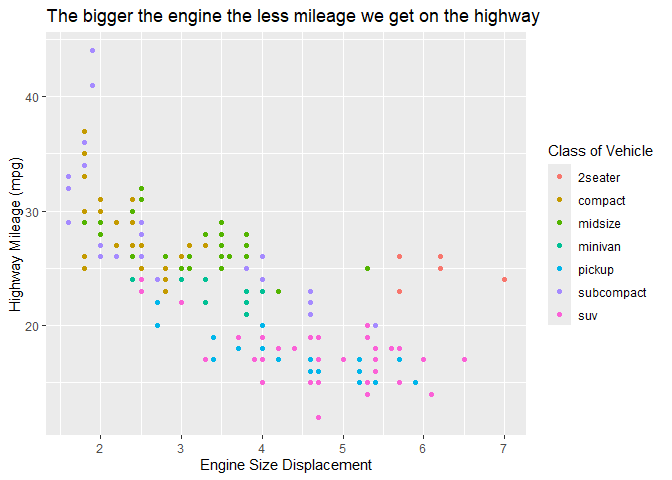 The bigger the engine the less mileage we get on the highway
Highway Mileage (mpg)
40
30
20
2
3
4
5
6
7
Engine Size Displacement
Class of Vehicle
2seater
compact
midsize
minivan
pickup
subcompact
suv